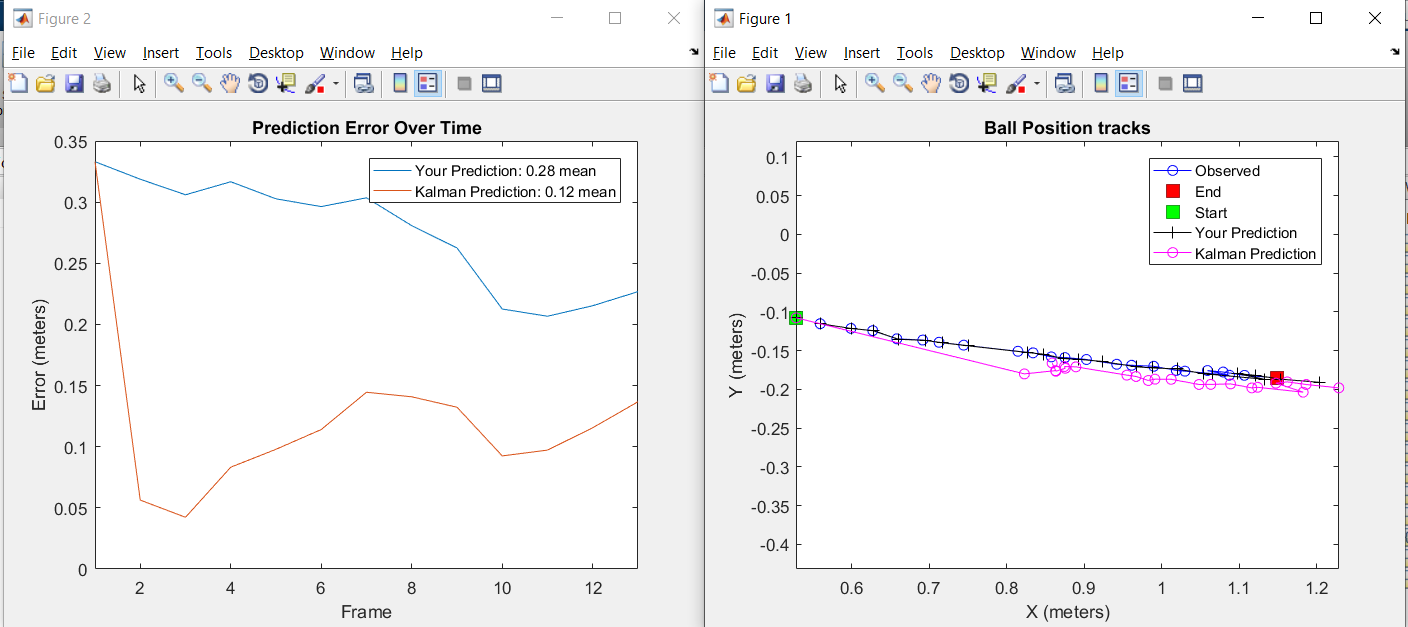 Figure 2
File Edit View Insert Tools Desktop Window Help
Prediction Error Over Time
Your Prediction: 0.28 mean
Kalman Prediction: 0.12 mean
0.35
0.3
0.25
0.2
0.15
0.1
0.05
0
Error (meters)
2 4 6 8 10 12
Frame
Figure 1
File Edit View Insert Tools Desktop Window Help
Ball Position tracks
Observed
End
Start
Your Prediction
Kalman Prediction
0.1
0.05
0
-0.05
-0.1
-0.15
-0.2
-0.25
-0.3
-0.35
-0.4
Y (meters)
0.6 0.7 0.8 0.9 1 1.1 1.2
X (meters)